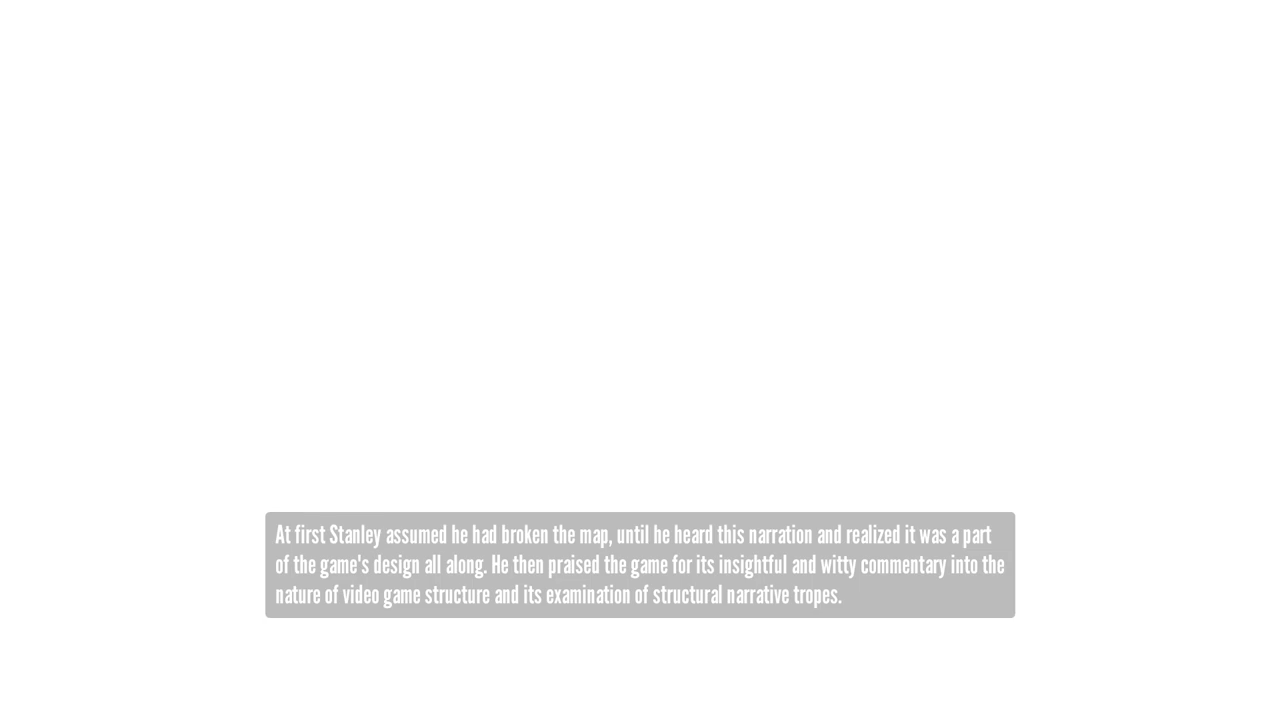 At first Stanley assumed he had broken the map, until he heard this narration and realized it was a part
of the game's design all along. He then praised the game for its insightful and witty commentary into the
nature of video game structure and its examination of structural narrative tropes.